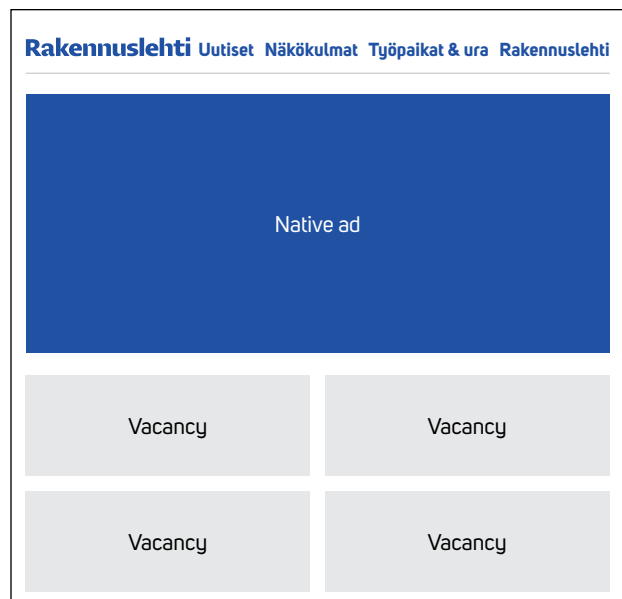 Rakennuslehti Uutiset Näkökulmat Työpaikat & ura Rakennuslehti
Native ad
Vacancy Vacancy
Vacancy Vacancy